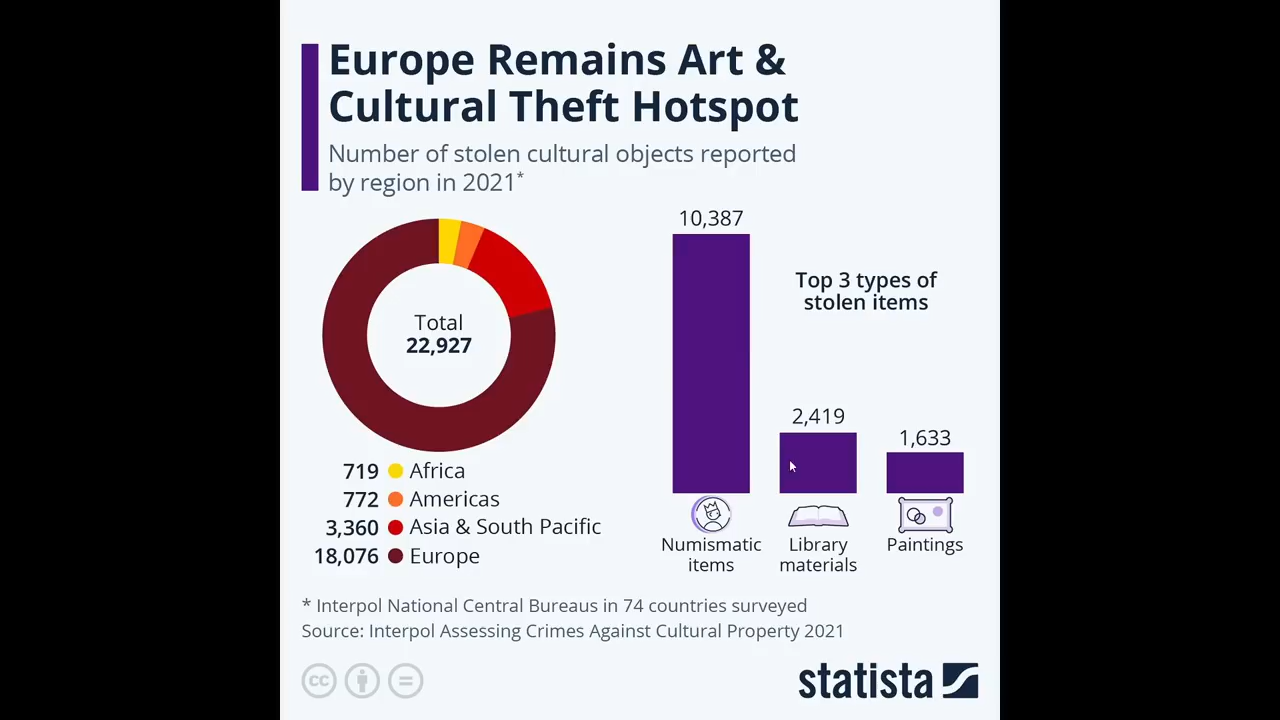 Europe Remains Art &
Cultural Theft Hotspot
Number of stolen cultural objects reported
by region in 2021*
Total
22,927
719 Africa
772 Americas
3,360 Asia & South Pacific
18,076 Europe
10,387
Top 3 types of
stolen items
2,419
1,633
Numismatic
items
Library
materials
Paintings
* Interpol National Central Bureaus in 74 countries surveyed
Source: Interpol Assessing Crimes Against Cultural Property 2021
cc
statista